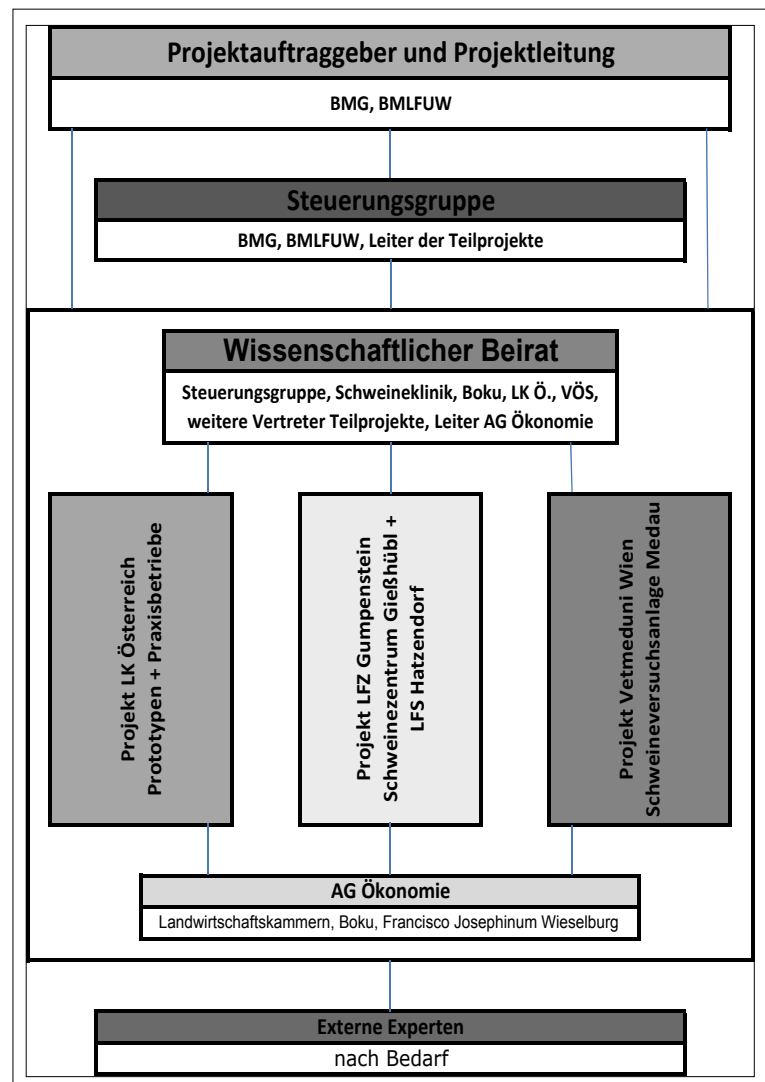 Projektauftraggeber und Projektleitung
BMG, BMLFUW
Steuerungsgruppe
BMG, BMLFUW, Leiter der Teilprojekte
Wissenschaftlicher Beirat
Steuerungsgruppe, Schweineklinik, Boku, LK Ö., VÖS,
weitere Vertreter Teilprojekte, Leiter AG Ökonomie
Projekt LK Österreich
Prototypen + Praxisbetriebe
Projekt LFZ Gumpenstein
Schweinezentrum Gießhübl +
LFS Hatzendorf
Projekt Vetmeduni Wien
Schweineversuchsanlage Medau
AG Ökonomie
Landwirtschaftskammern, Boku, Francisco Josephinum Wieselburg
Externe Experten
nach Bedarf